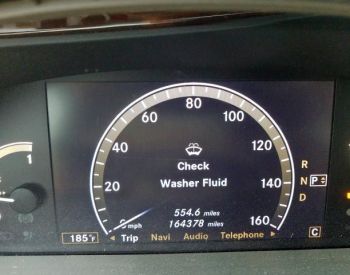 80
60
100
40
120
20
140
0 mph
160
Check
Washer Fluid
554.6 miles
164378 miles
R
N P
D
1
185°F
Trip Navi Audio Telephone
C